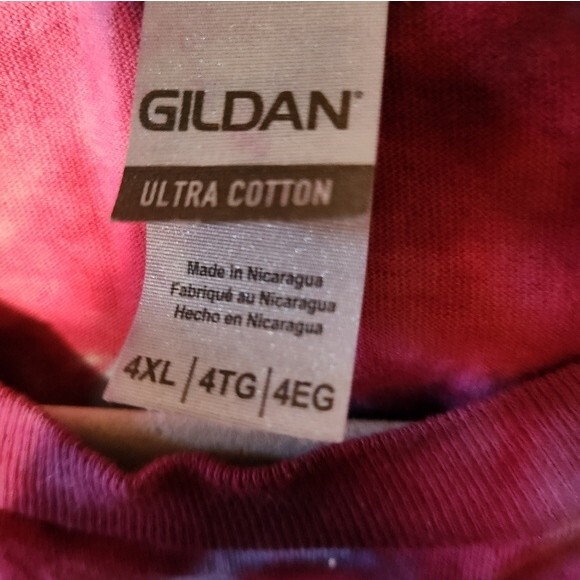 GILDAN®
ULTRA COTTON
Made in Nicaragua
Fabriqué au Nicaragua
Hecho en Nicaragua
4XL/4TG/4EG